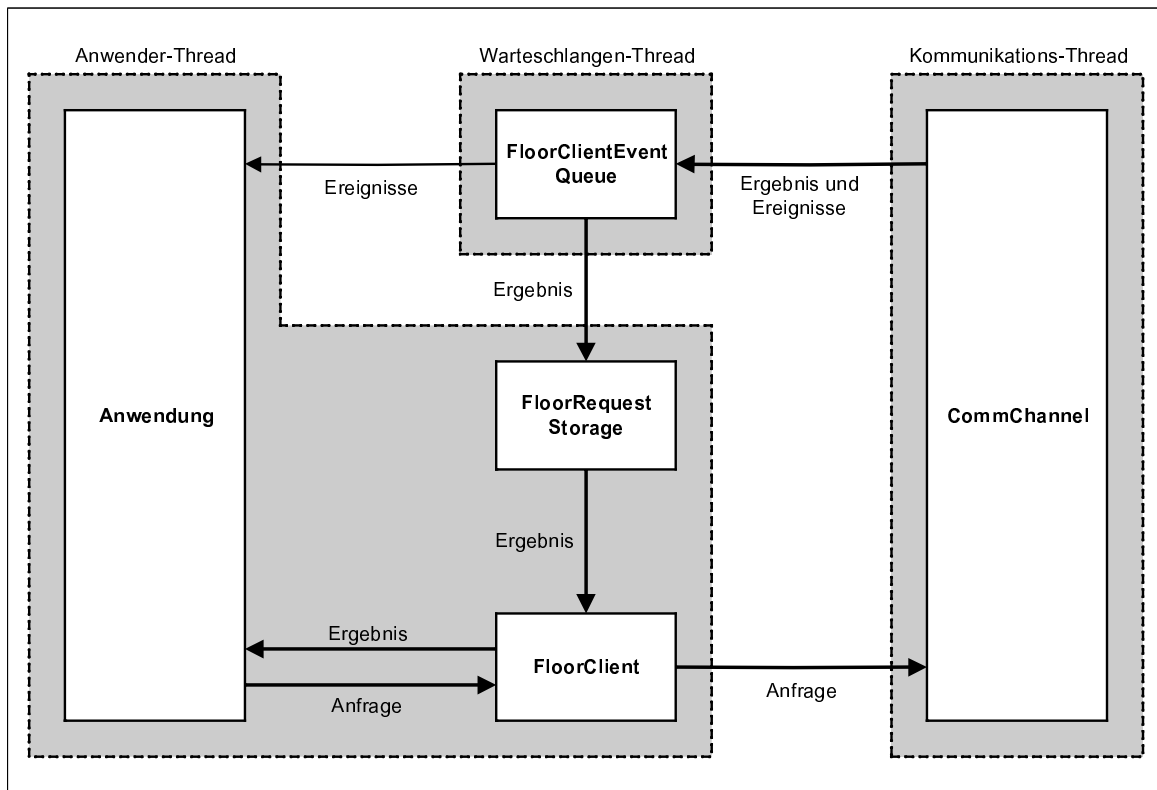 Anwender-Thread
Warteschlangen-Thread
Kommunikations-Thread
FloorClientEvent
Queue
Ereignisse
Ergebnis und
Ereignisse
Ergebnis
Anwendung
FloorRequest
Storage
CommChannel
Ergebnis
Ergebnis
FloorClient
Anfrage
Anfrage